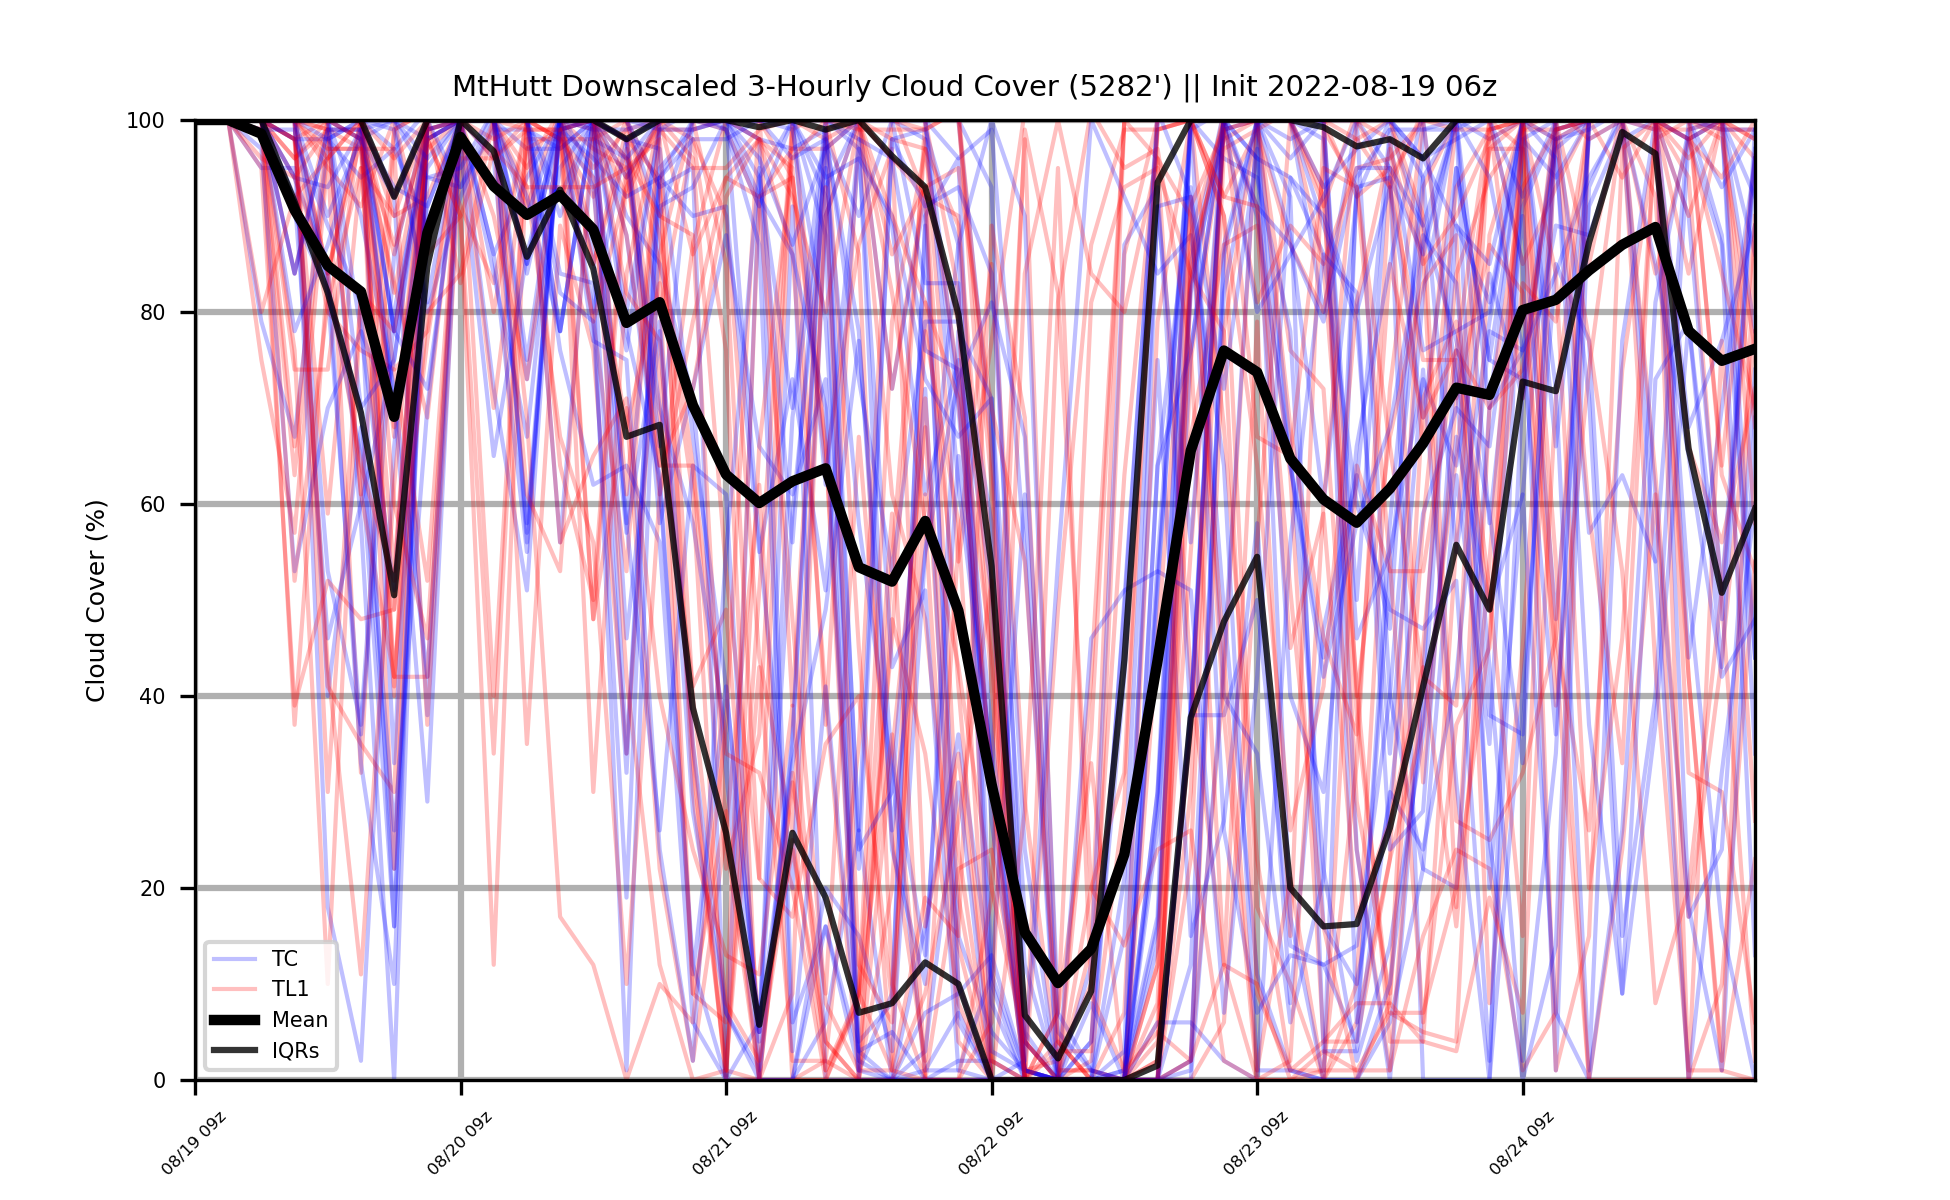 MtHutt Downscaled 3-Hourly Cloud Cover (5282') || Init 2022-08-19 06z
Cloud Cover (%)
100
80
60
40
20
0
TC
TL1
Mean
IQRs
08/19 09z
08/20 09z
08/21 09z
08/22 09z
08/23 09z
08/24 09z